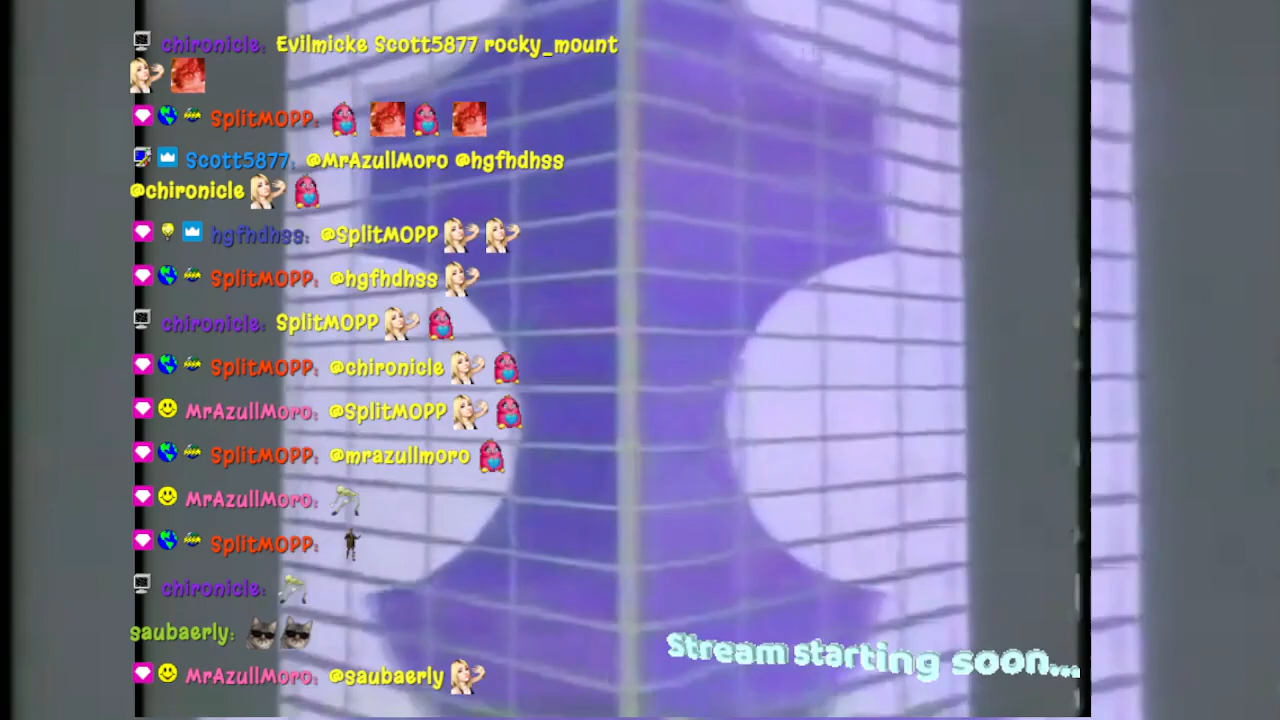 chironicle: Evilmicke Scott5877 rocky_mount
SplitMOPP:
Scott5877: @MrAzullMoro @hgfhdhss
@chironicle
hgfhdhss: @SplitMOPP
SplitMOPP: @hgfhdhss
chironicle: SplitMOPP
SplitMOPP: @chironicle
MrAzullMoro: @SplitMOPP
SplitMOPP: @mrazullmoro
MrAzullMoro:
SplitMOPP:
chironicle:
saubaerly:
MrAzullMoro: @saubaerly
Stream starting soon...